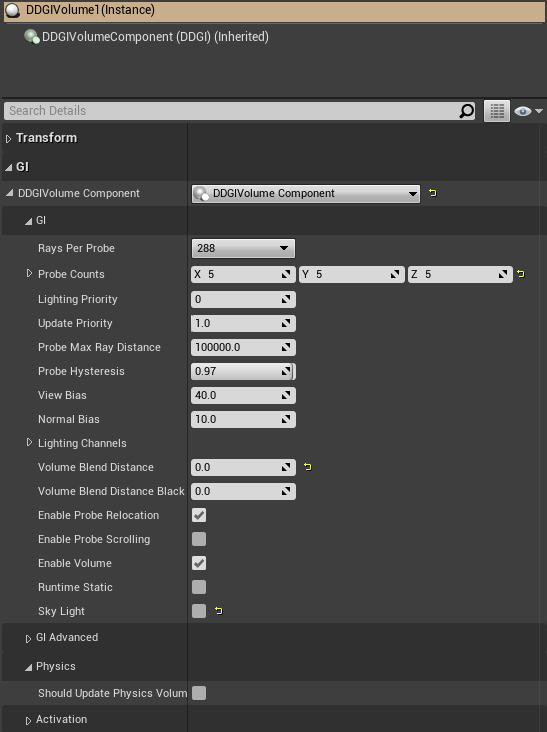 DDGIVolume1(Instance)
DDGIVolumeComponent (DDGI) (Inherited)
Search Details
Transform
GI
DDGIVolume Component DDGIVolume Component
GI
Rays Per Probe 288
Probe Counts X 5 Y 5 Z 5
Lighting Priority 0
Update Priority 1.0
Probe Max Ray Distance 100000.0
Probe Hysteresis 0.97
View Bias 40.0
Normal Bias 10.0
Lighting Channels
Volume Blend Distance 0.0
Volume Blend Distance Black 0.0
Enable Probe Relocation
Enable Probe Scrolling
Enable Volume
Runtime Static
Sky Light
GI Advanced
Physics
Should Update Physics Volum
Activation